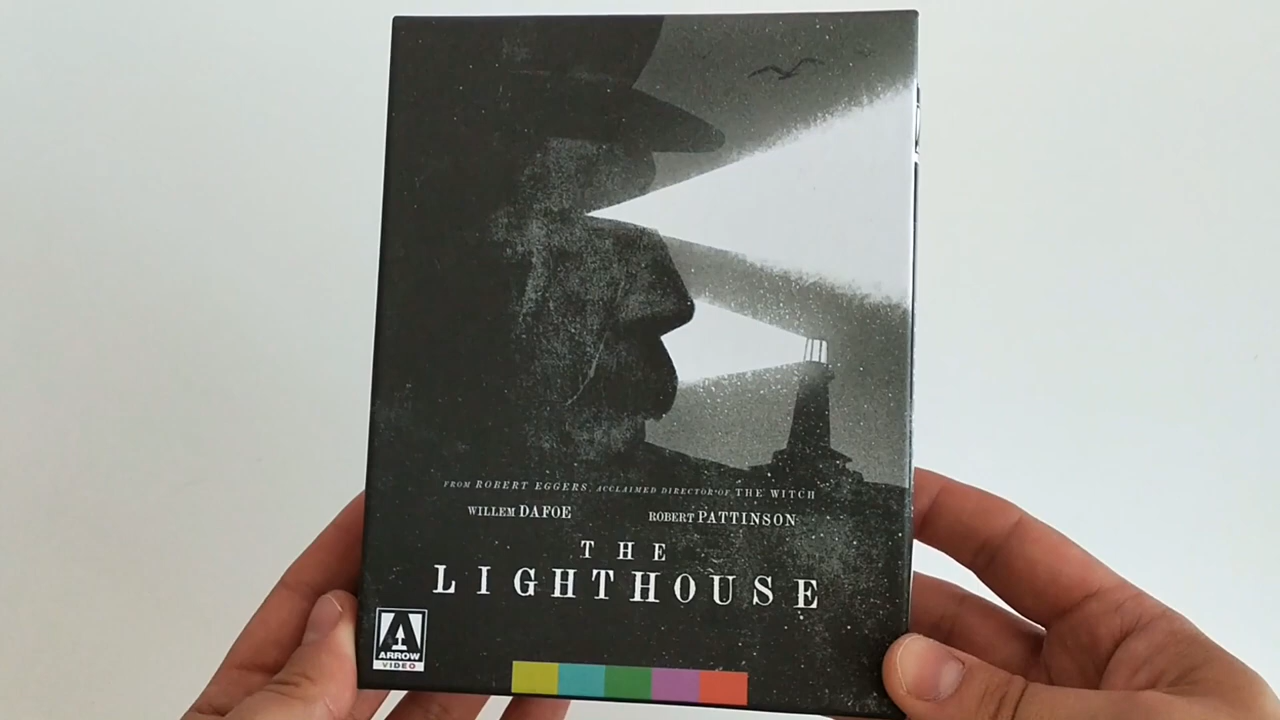 FROM ROBERT EGGERS, ACCLAIMED DIRECTOR OF THE WITCH
WILLEM DAFOE ROBERT PATTINSON
THE
LIGHTHOUSE
A
ARROW
VIDEO